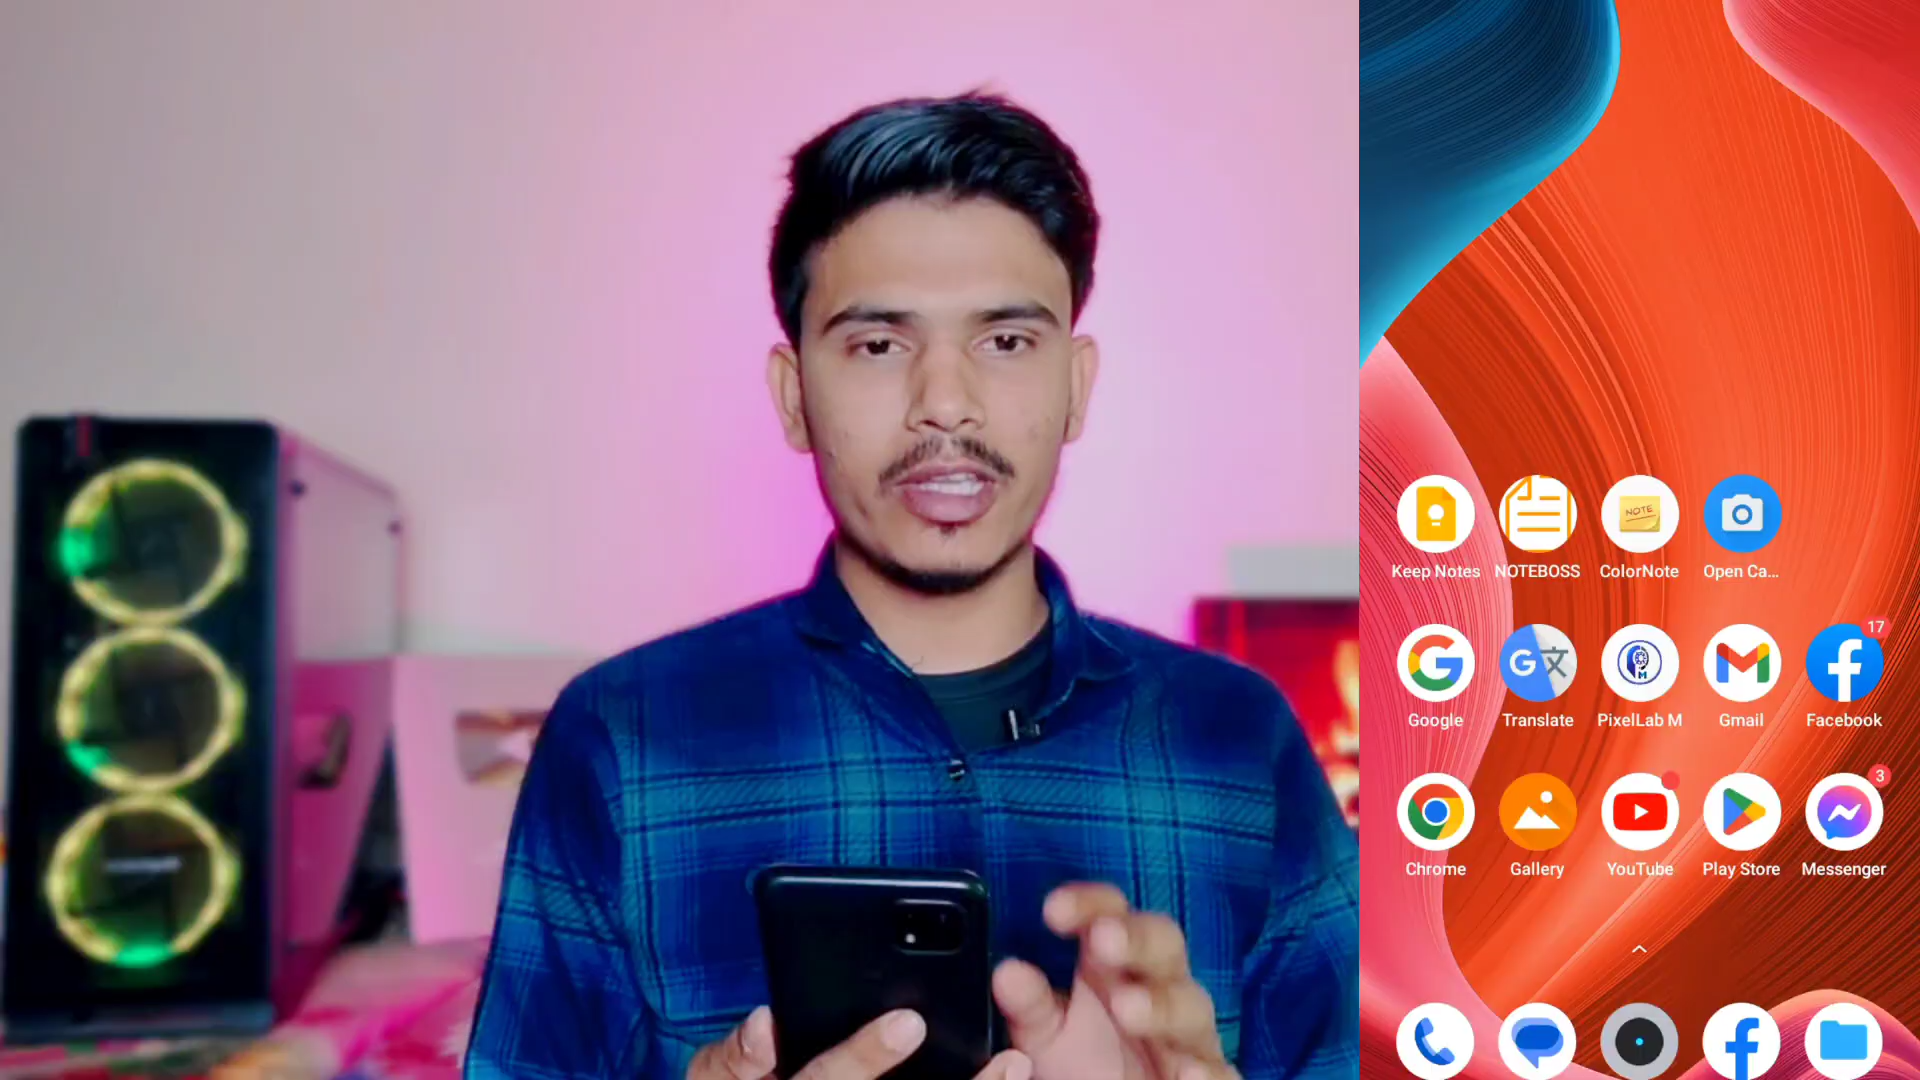 Keep Notes NOTEBOSS ColorNote Open Ca...
NOTE
17
Google Translate PixelLab M Gmail Facebook
3
Chrome Gallery YouTube Play Store Messenger